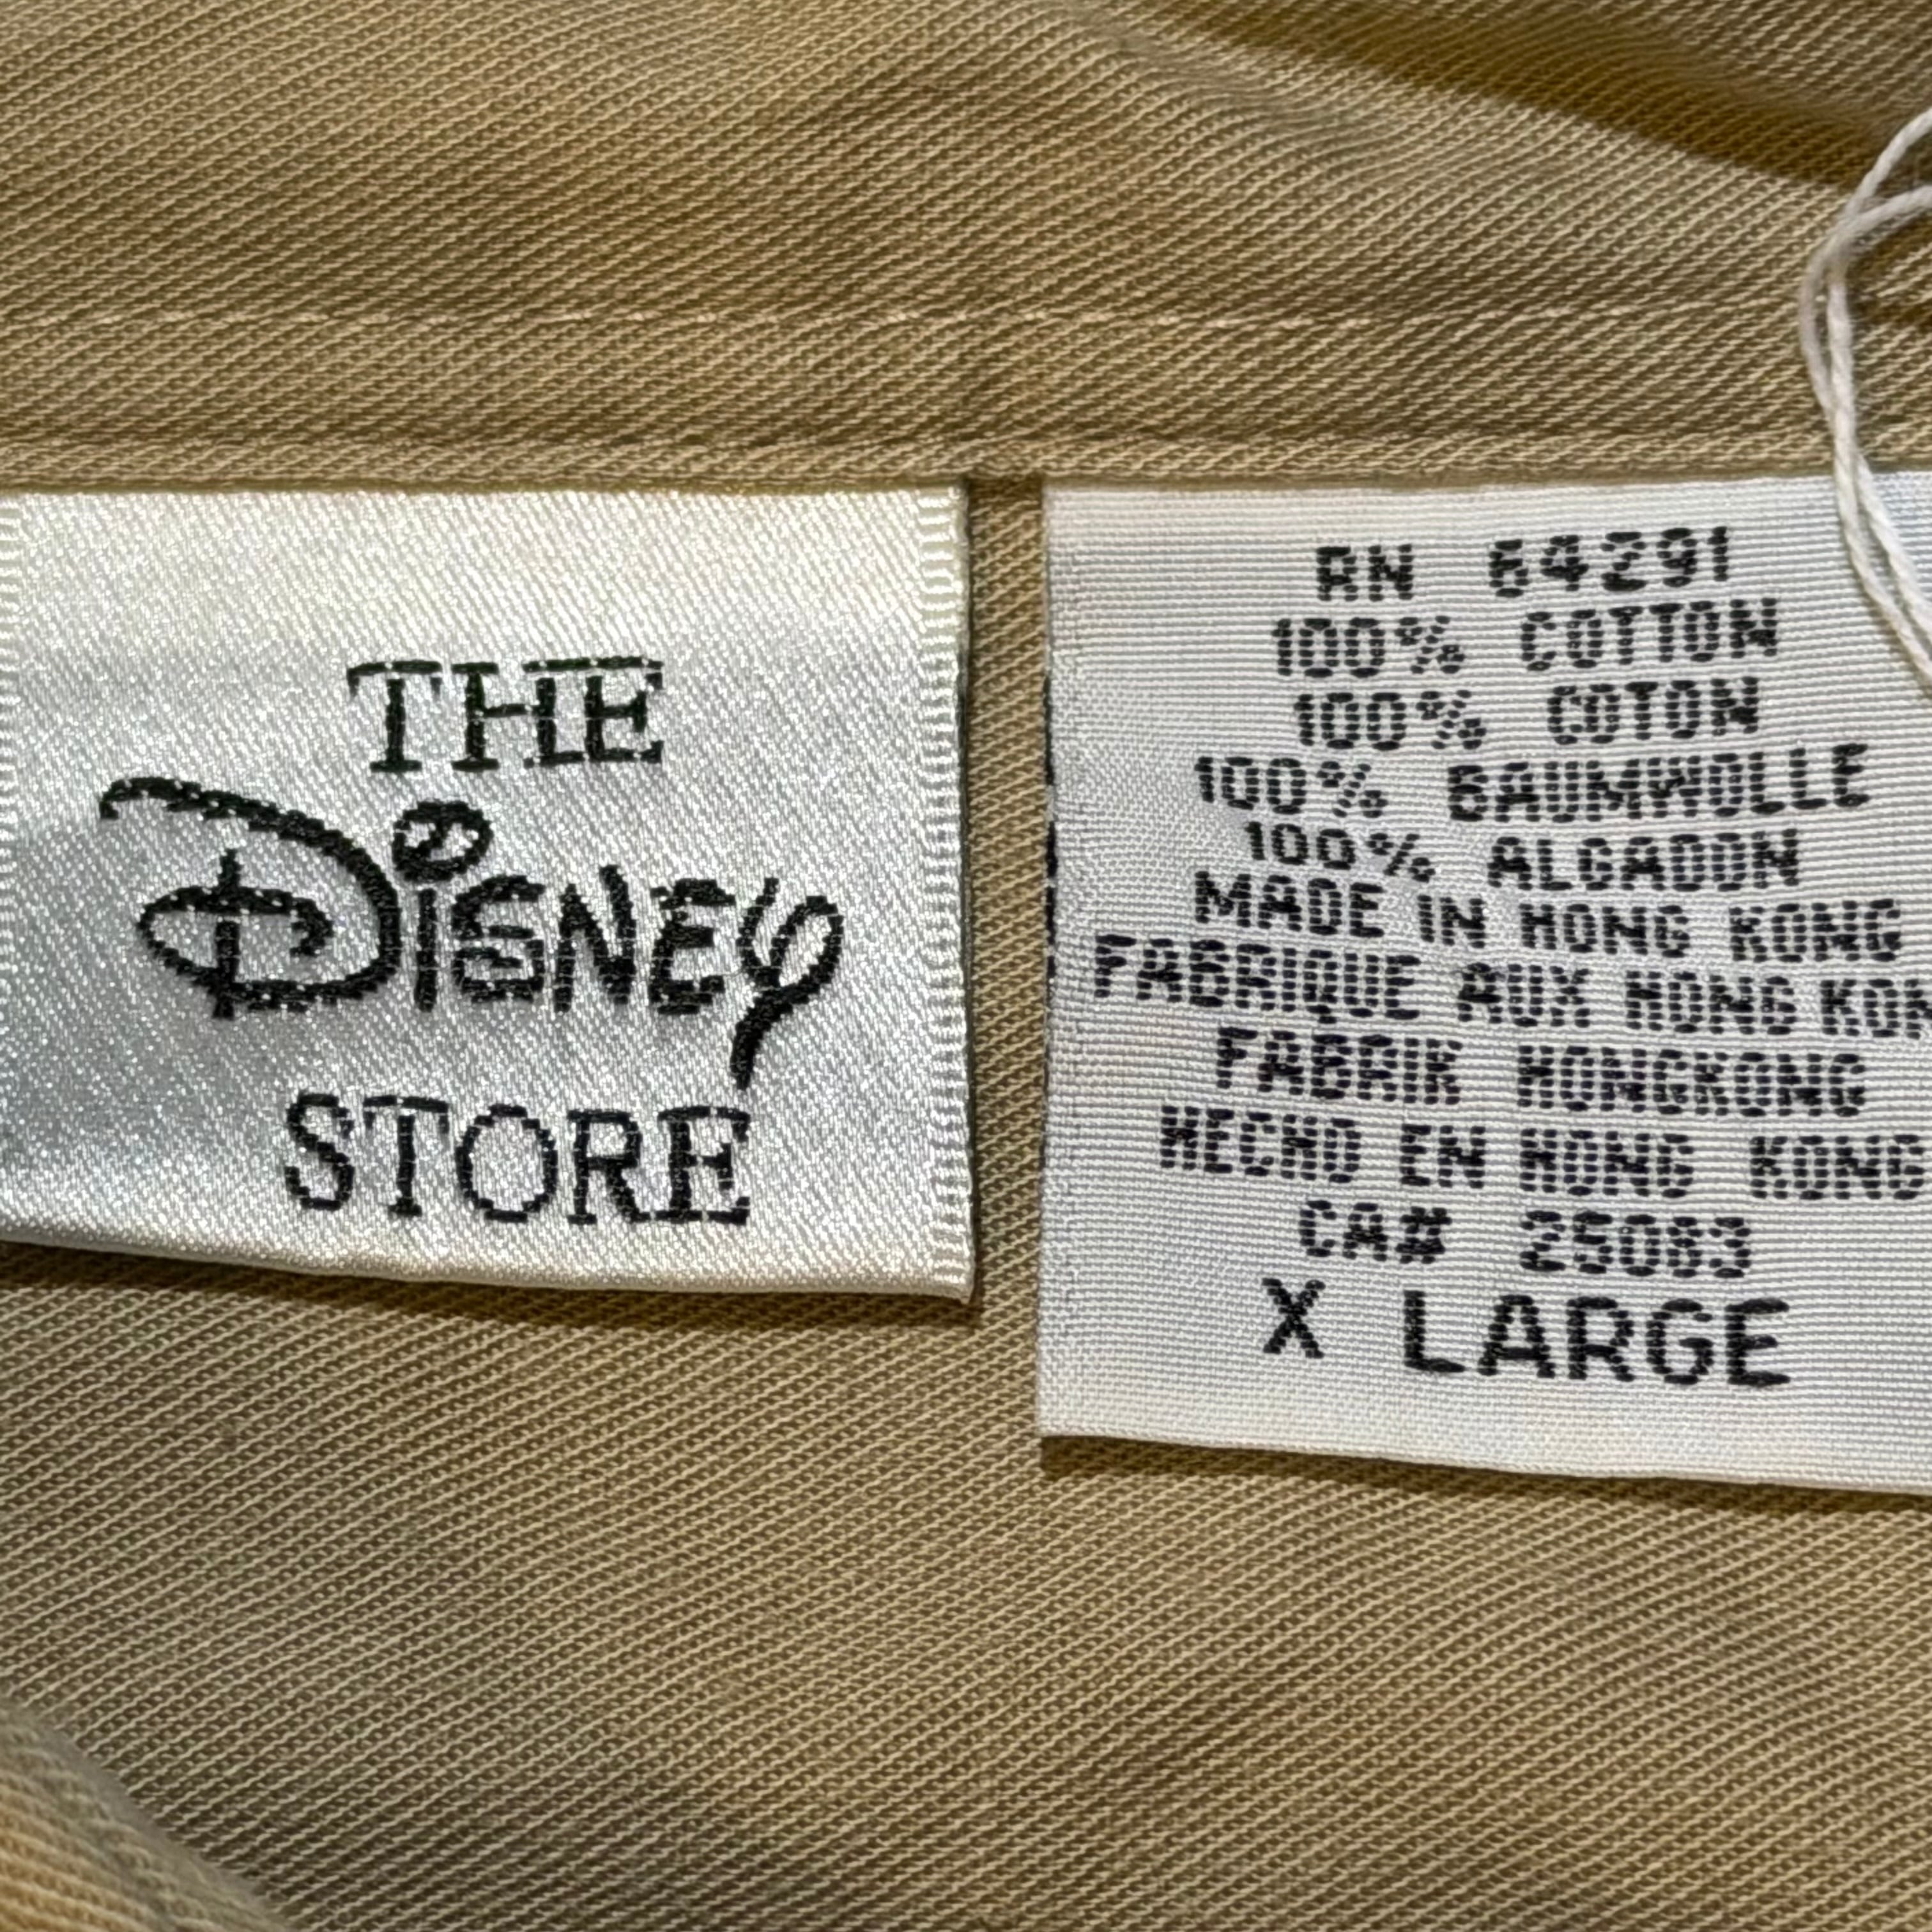 THE
DISNEY
STORE
RN 64291
100% COTTON
100% COTON
100% BAUMWOLLE
100% ALGADON
MADE IN HONG KONG
FABRIQUE AUX HONG KON
FABRIK HONGKONG
HECHO EN HONG KONG
CA# 25083
X LARGE